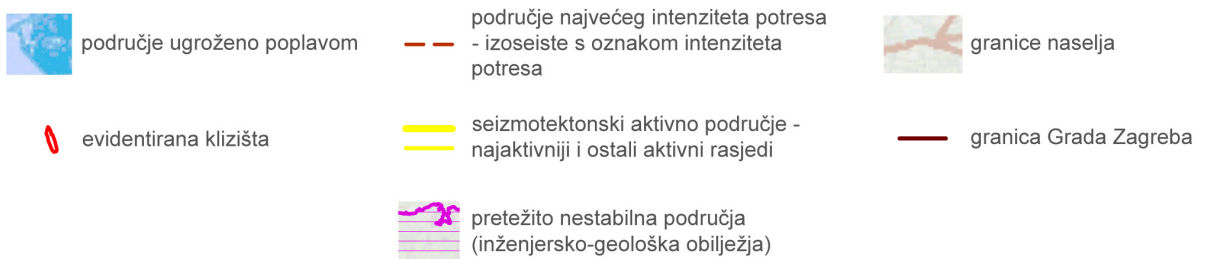 područje ugroženo poplavom
evidentirana klizišta
područje najvećeg intenziteta potresa
- izoseiste s oznakom intenziteta
potresa
seizmotektonski aktivno područje -
najaktivniji i ostali aktivni rasjedi
pretežito nestabilna područja
(inženjersko-geološka obilježja)
granice naselja
granica Grada Zagreba